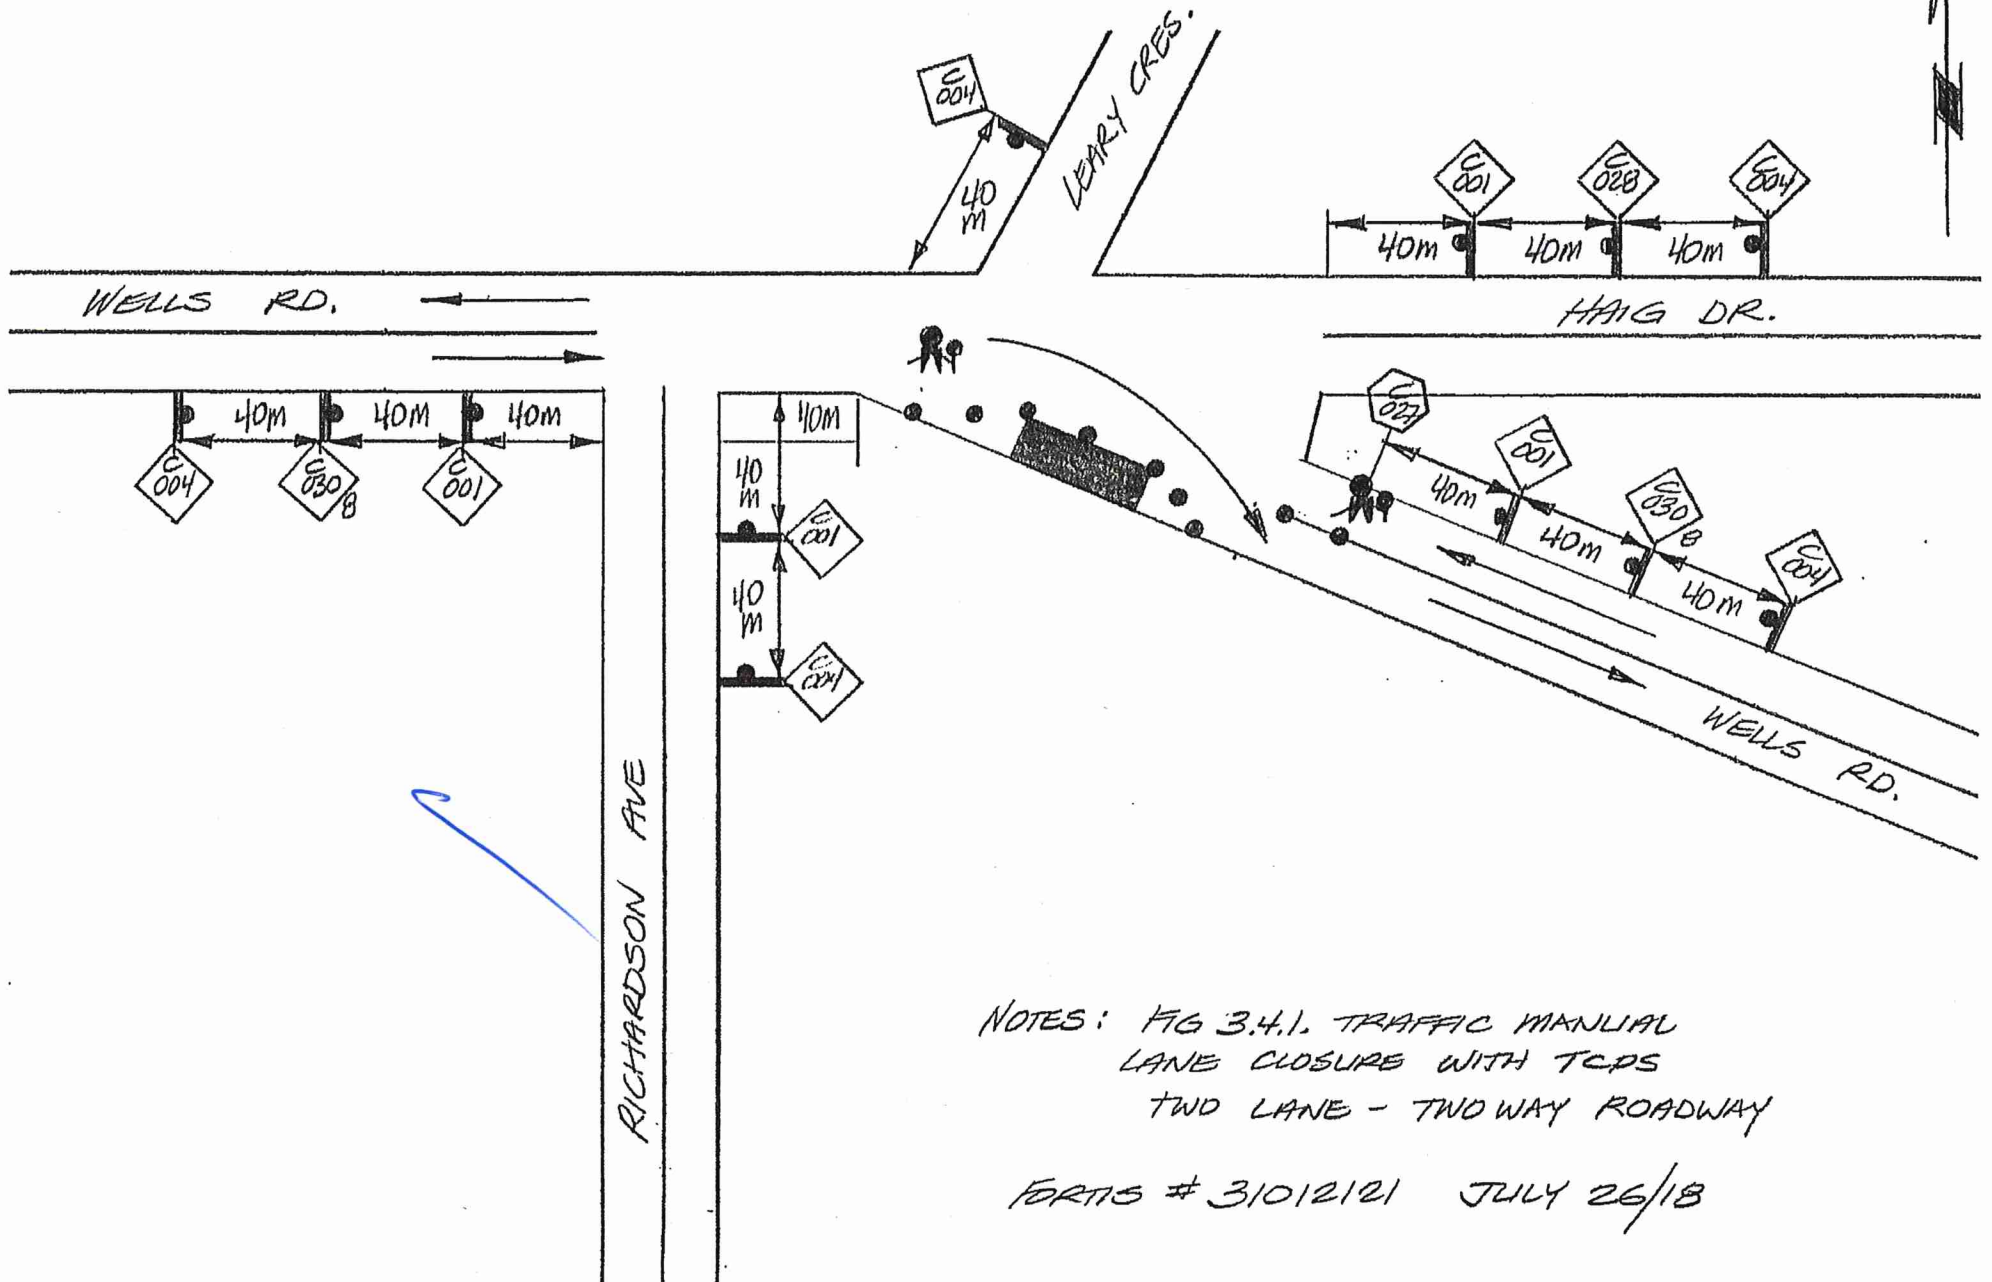 LEARY CRES.
C
004
40
m
C
001
C
028
C
004
40m
40m
40m
WELLS RD.
HAIG DR.
40m
40m
40m
C
004
C
030
B
C
001
40m
40
m
C
001
40
m
C
004
C
027
C
001
C
030
B
C
004
40m
40m
40m
WELLS RD.
RICHARDSON AVE
NOTES: FIG 3.4.1. TRAFFIC MANUAL
LANE CLOSURE WITH TCPS
TWO LANE - TWO WAY ROADWAY
FORTIS # 31012121 JULY 26/18